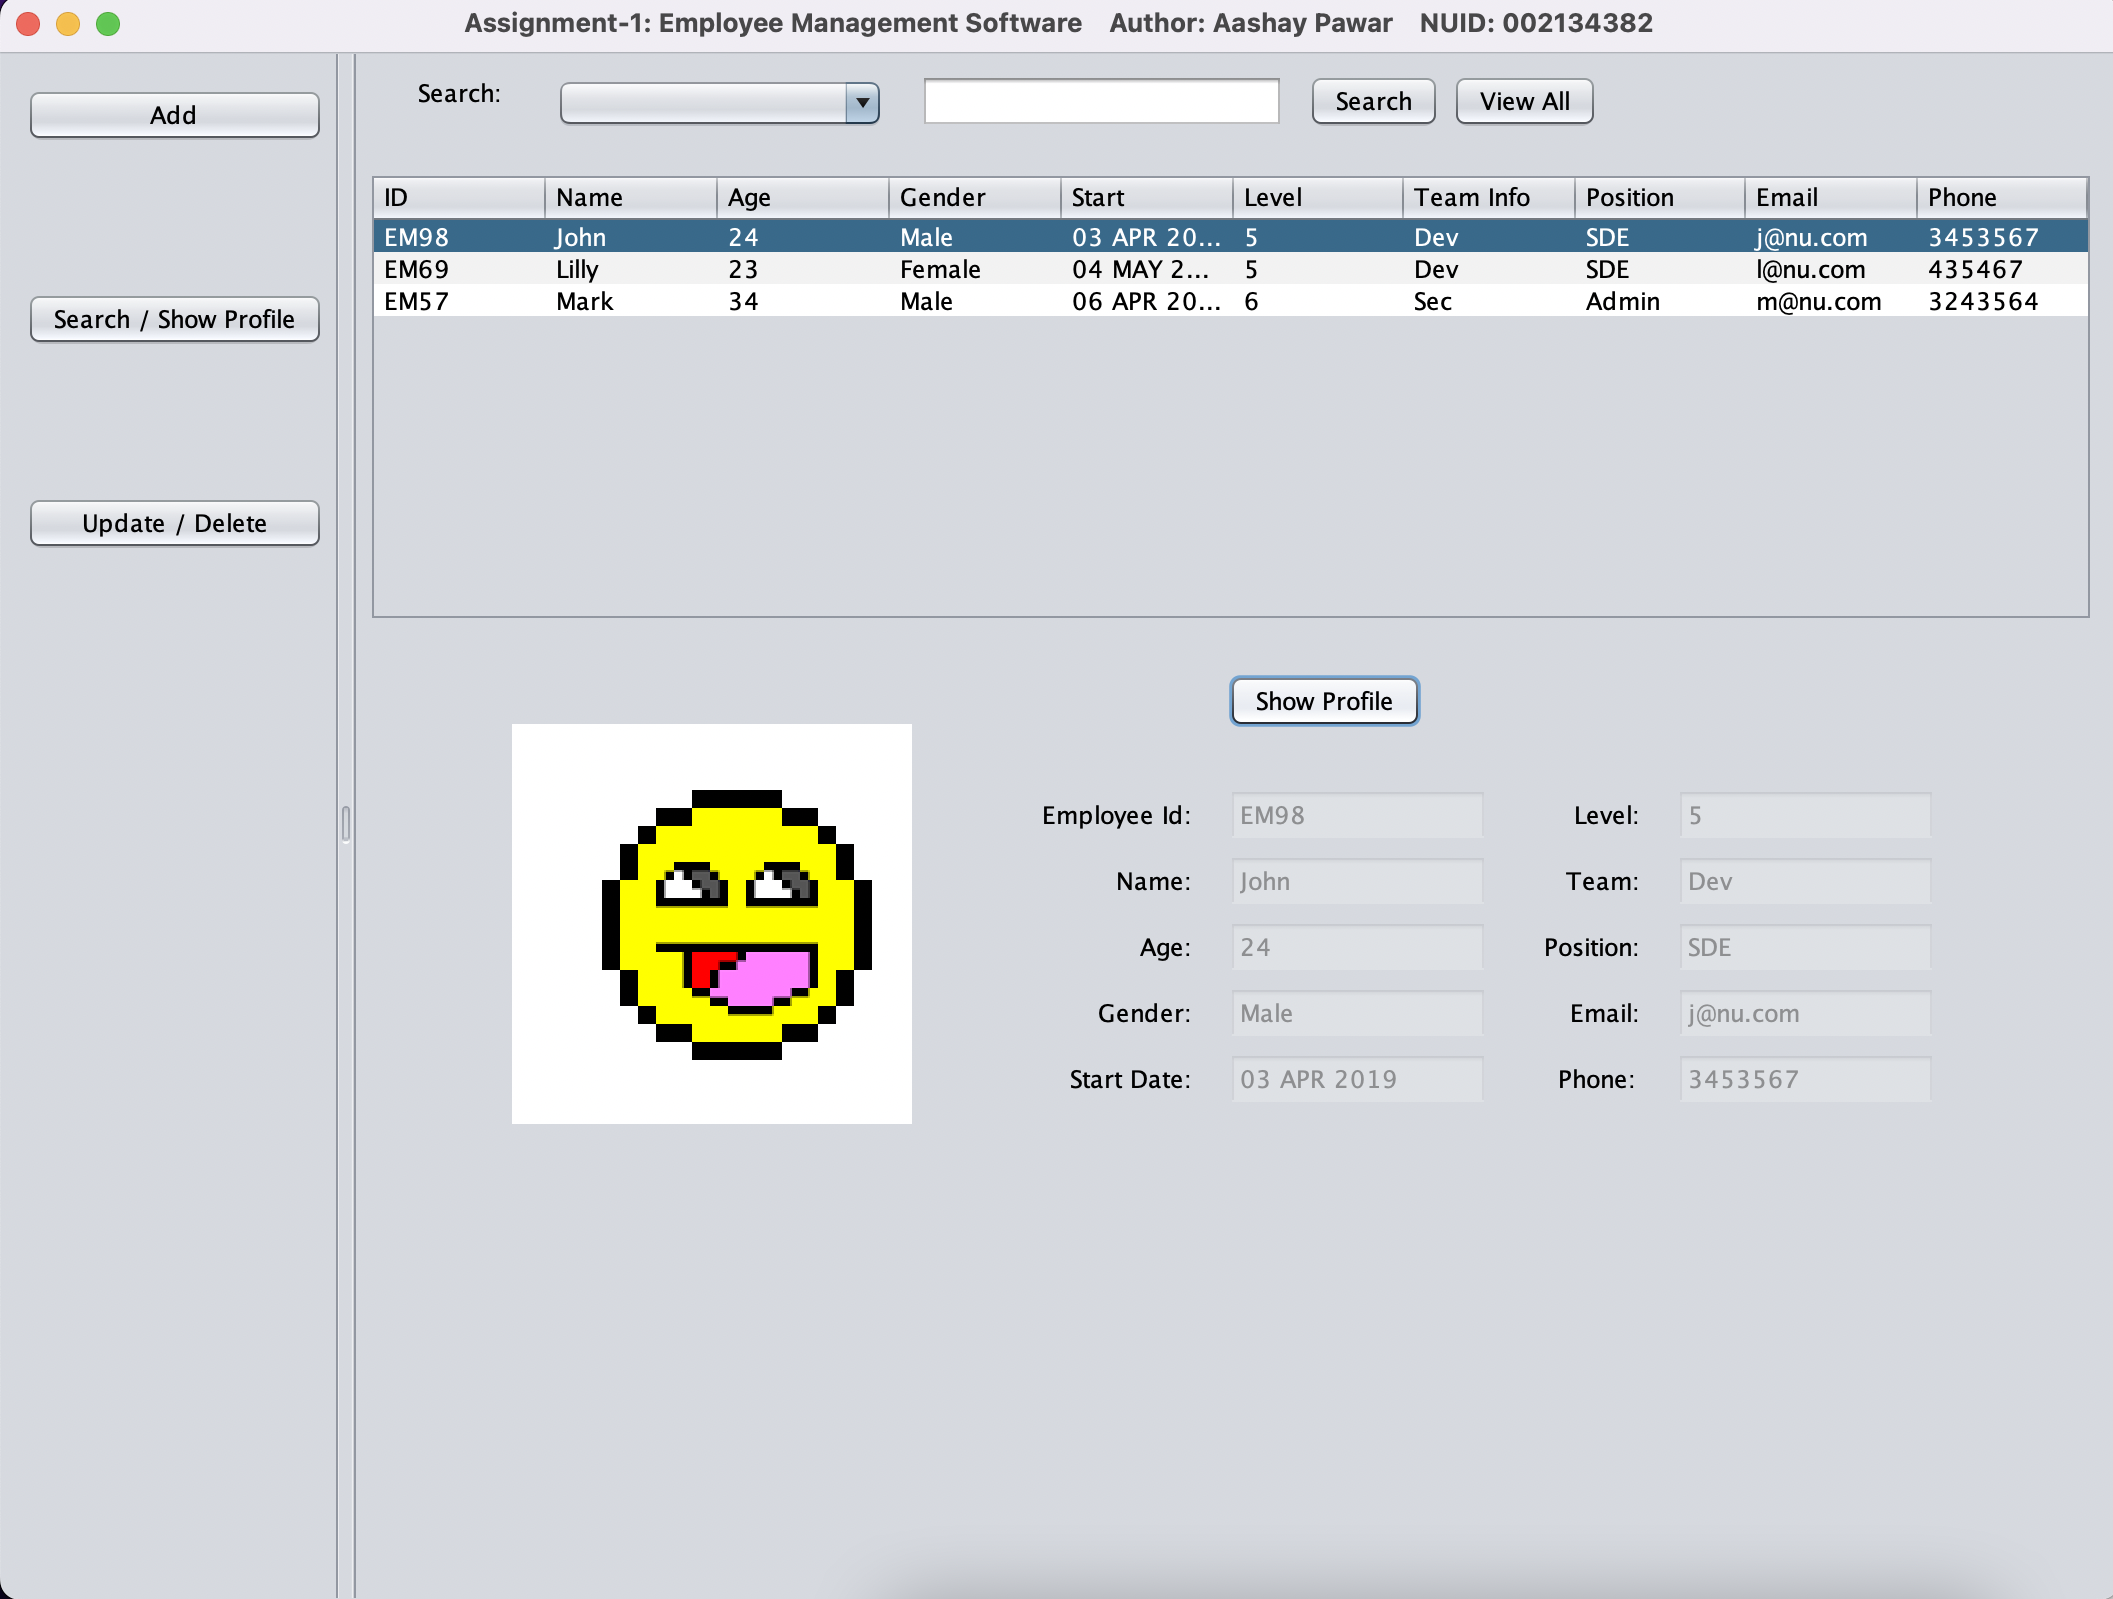 Assignment-1: Employee Management Software Author: Aashay Pawar NUID: 002134382
Add
Search / Show Profile
Update / Delete
Search: Search View All
ID Name Age Gender Start Level Team Info Position Email Phone
EM98 John 24 Male 03 APR 20... 5 Dev SDE j@nu.com 3453567
EM69 Lilly 23 Female 04 MAY 2... 5 Dev SDE l@nu.com 435467
EM57 Mark 34 Male 06 APR 20... 6 Sec Admin m@nu.com 3243564
Show Profile
Employee Id: EM98 Level: 5
Name: John Team: Dev
Age: 24 Position: SDE
Gender: Male Email: j@nu.com
Start Date: 03 APR 2019 Phone: 3453567